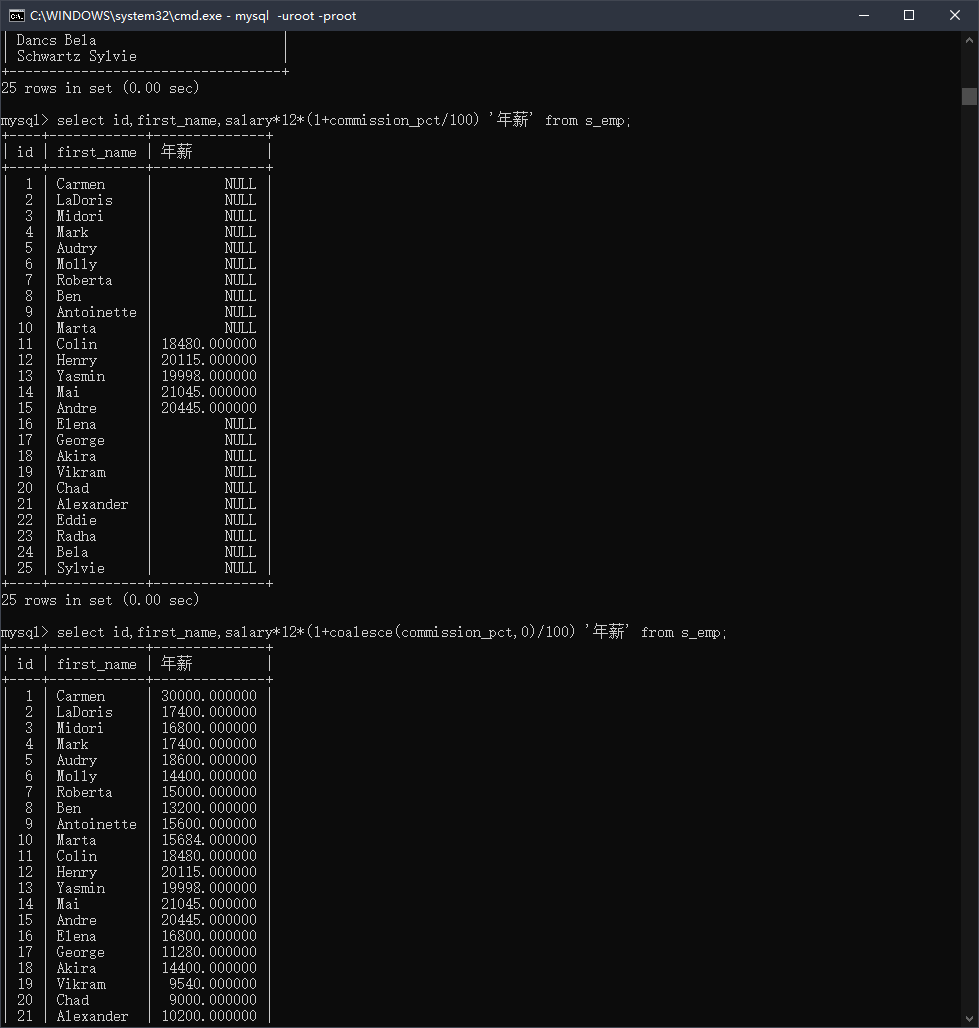 C:\WINDOWS\system32\cmd.exe - mysql  -uroot -proot
| Dancs Bela                      |
| Schwartz Sylvie                 |
+---------------------------------+
25 rows in set (0.00 sec)
mysql> select id,first_name,salary*12*(1+commission_pct/100) '年薪' from s_emp;
+----+------------+--------------+
| id | first_name | 年薪         |
+----+------------+--------------+
|  1 | Carmen     |         NULL |
|  2 | LaDoris    |         NULL |
|  3 | Midori     |         NULL |
|  4 | Mark       |         NULL |
|  5 | Audry      |         NULL |
|  6 | Molly      |         NULL |
|  7 | Roberta    |         NULL |
|  8 | Ben        |         NULL |
|  9 | Antoinette |         NULL |
| 10 | Marta      |         NULL |
| 11 | Colin      | 18480.000000 |
| 12 | Henry      | 20115.000000 |
| 13 | Yasmin     | 19998.000000 |
| 14 | Mai        | 21045.000000 |
| 15 | Andre      | 20445.000000 |
| 16 | Elena      |         NULL |
| 17 | George     |         NULL |
| 18 | Akira      |         NULL |
| 19 | Vikram     |         NULL |
| 20 | Chad       |         NULL |
| 21 | Alexander  |         NULL |
| 22 | Eddie      |         NULL |
| 23 | Radha      |         NULL |
| 24 | Bela       |         NULL |
| 25 | Sylvie     |         NULL |
+----+------------+--------------+
25 rows in set (0.00 sec)
mysql> select id,first_name,salary*12*(1+coalesce(commission_pct,0)/100) '年薪' from s_emp;
+----+------------+--------------+
| id | first_name | 年薪         |
+----+------------+--------------+
|  1 | Carmen     | 30000.000000 |
|  2 | LaDoris    | 17400.000000 |
|  3 | Midori     | 16800.000000 |
|  4 | Mark       | 17400.000000 |
|  5 | Audry      | 18600.000000 |
|  6 | Molly      | 14400.000000 |
|  7 | Roberta    | 15000.000000 |
|  8 | Ben        | 13200.000000 |
|  9 | Antoinette | 15600.000000 |
| 10 | Marta      | 15684.000000 |
| 11 | Colin      | 18480.000000 |
| 12 | Henry      | 20115.000000 |
| 13 | Yasmin     | 19998.000000 |
| 14 | Mai        | 21045.000000 |
| 15 | Andre      | 20445.000000 |
| 16 | Elena      | 16800.000000 |
| 17 | George     | 11280.000000 |
| 18 | Akira      | 14400.000000 |
| 19 | Vikram     |  9540.000000 |
| 20 | Chad       |  9000.000000 |
| 21 | Alexander  | 10200.000000 |